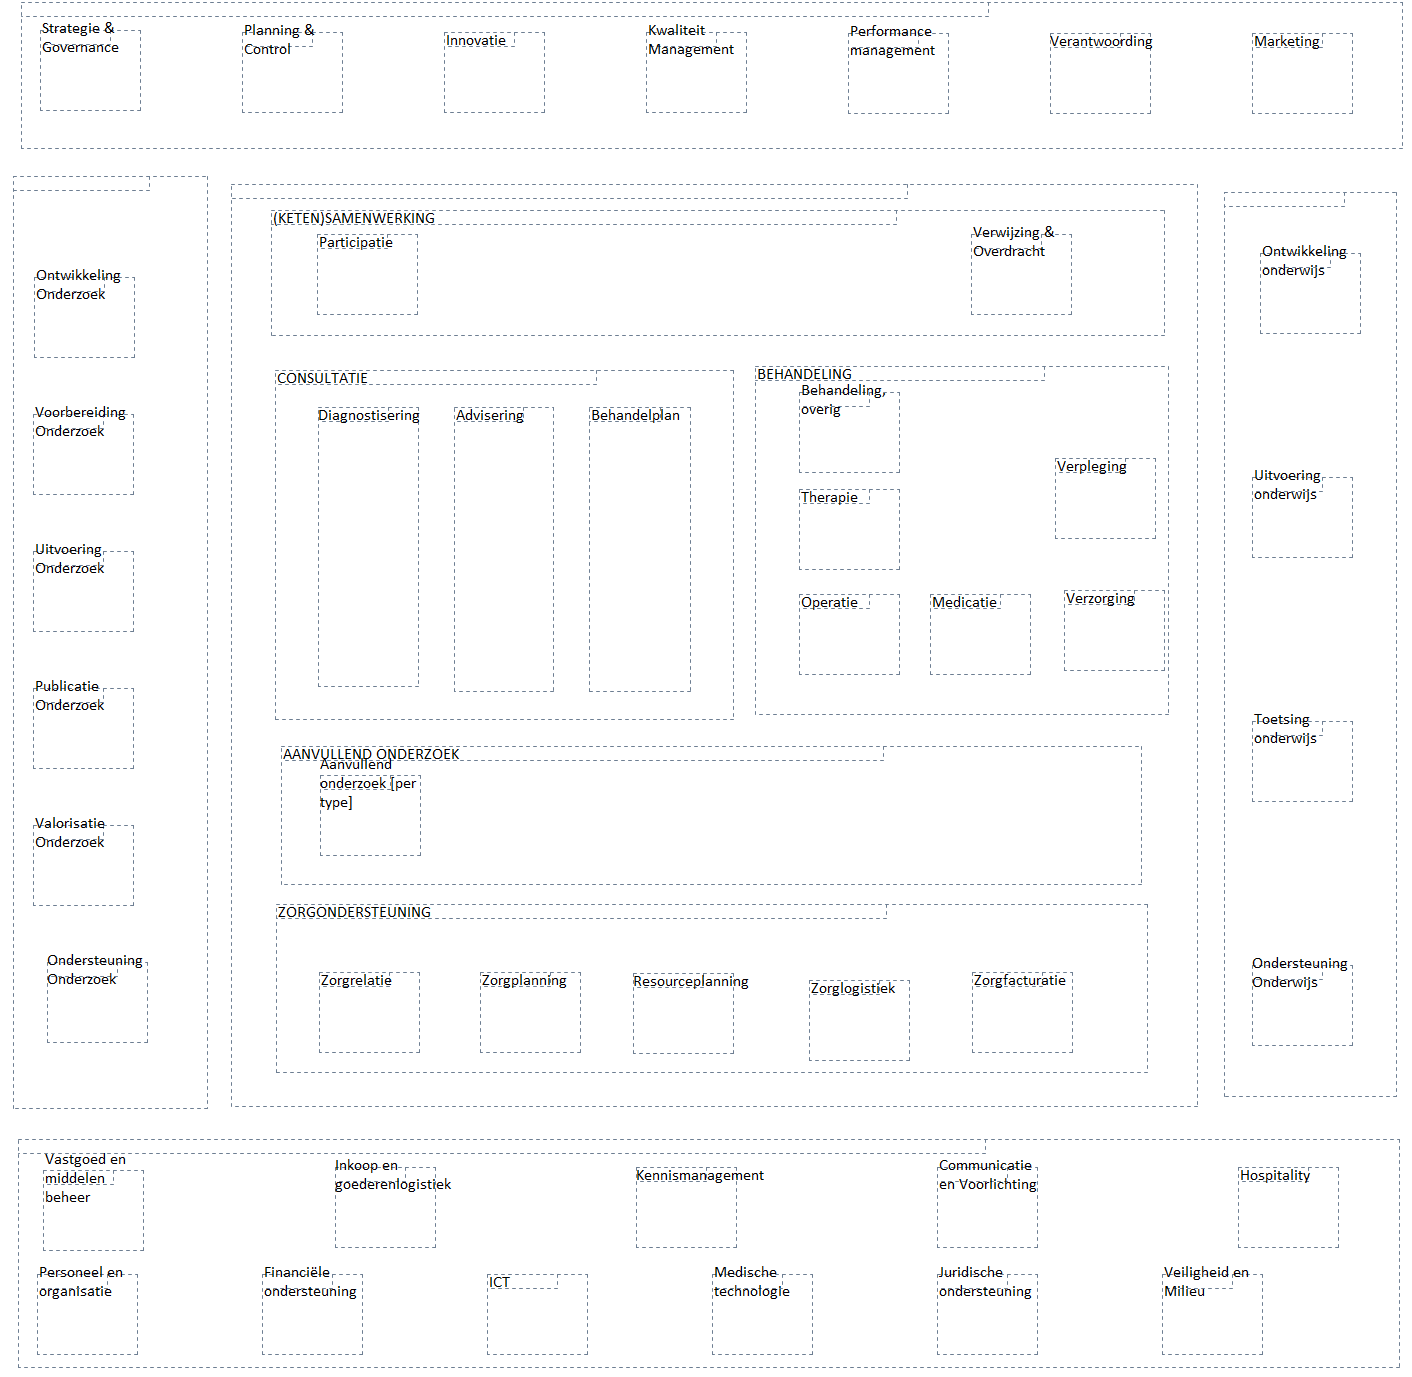 Strategie &
Governance
Planning &
Control
Innovatie
Kwaliteit
Management
Performance
management
Verantwoording
Marketing
Ontwikkeling
Onderzoek
Voorbereiding
Onderzoek
Uitvoering
Onderzoek
Publicatie
Onderzoek
Valorisatie
Onderzoek
Ondersteuning
Onderzoek
(KETEN)SAMENWERKING
Participatie
Verwijzing &
Overdracht
CONSULTATIE
Diagnostisering
Advisering
Behandelplan
BEHANDELING
Behandeling,
overig
Therapie
Verpleging
Operatie
Medicatie
Verzorging
AANVULLEND ONDERZOEK
Aanvullend
onderzoek [per
type]
ZORGONDERSTEUNING
Zorgrelatie
Zorgplanning
Resourceplanning
Zorglogistiek
Zorgfacturatie
Ontwikkeling
onderwijs
Uitvoering
onderwijs
Toetsing
onderwijs
Ondersteuning
Onderwijs
Vastgoed en
middelen
beheer
Inkoop en
goederenlogistiek
Kennismanagement
Communicatie
en Voorlichting
Hospitality
Personeel en
organisatie
Financiële
ondersteuning
ICT
Medische
technologie
Juridische
ondersteuning
Veiligheid en
Milieu